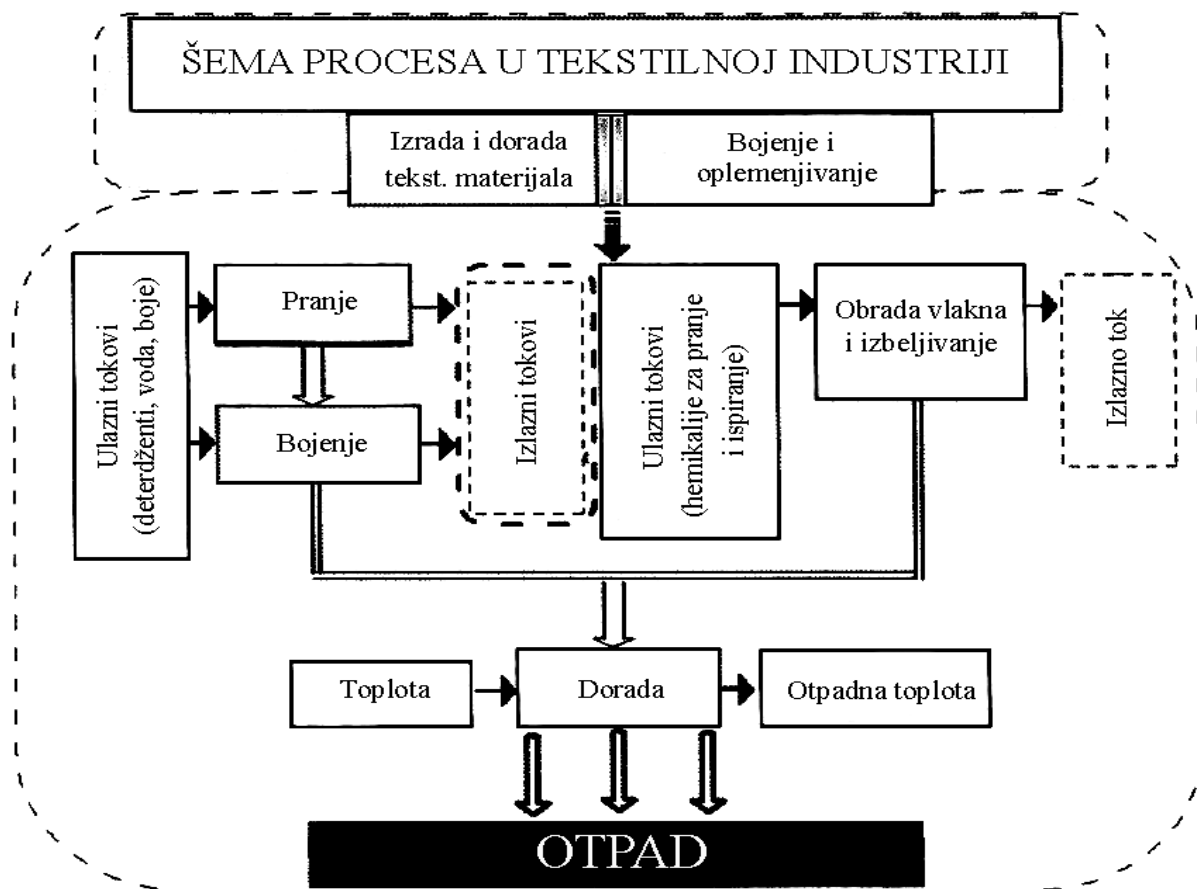 ŠEMA PROCESA U TEKSTILNOJ INDUSTRIJI
Izrada i dorada
tekst. materijala
Bojenje i
oplemenjivanje
Ulazni tokovi
(deterdženti, voda, boje)
Pranje
Bojenje
Izlazni tokovi
Ulazni tokovi
(hemikalije za pranje
i ispiranje)
Obrada vlakna
i izbeljivanje
Izlazno tok
Toplota
Dorada
Otpadna toplota
OTPAD